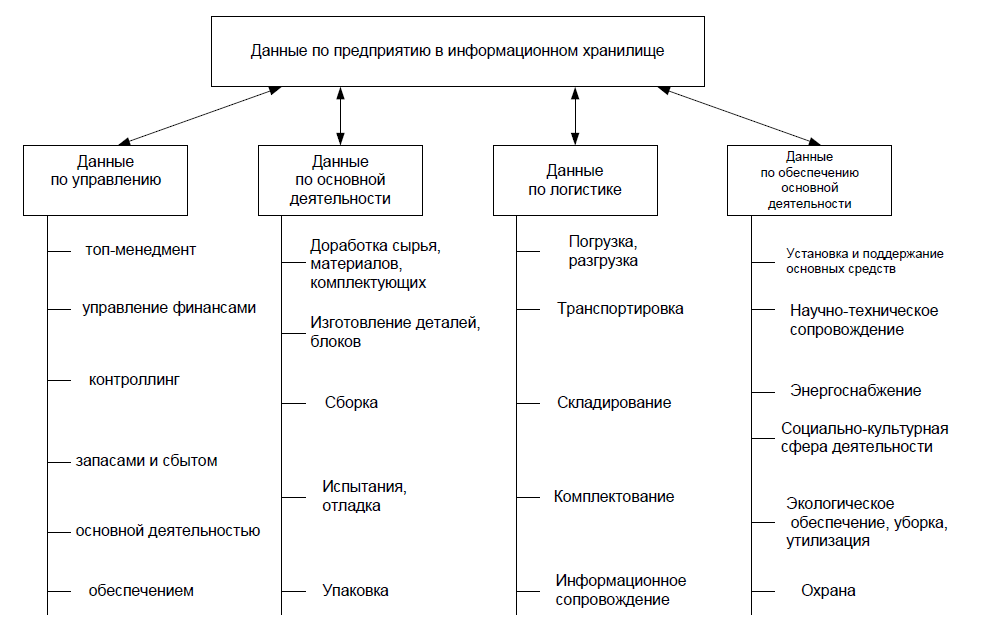 Данные по предприятию в информационном хранилище
Данные
по управлению
топ-менедмент
управление финансами
контроллинг
запасами и сбытом
основной деятельностью
обеспечением
Данные
по основной
деятельности
Доработка сырья,
материалов,
комплектующих
Изготовление деталей,
блоков
Сборка
Испытания,
отладка
Упаковка
Данные
по логистике
Погрузка,
разгрузка
Транспортировка
Складирование
Комплектование
Информационное
сопровождение
Данные
по обеспечению
основной
деятельности
Установка и поддержание
основных средств
Научно-техническое
сопровождение
Энергоснабжение
Социально-культурная
сфера деятельности
Экологическое
обеспечение, уборка,
утилизация
Охрана